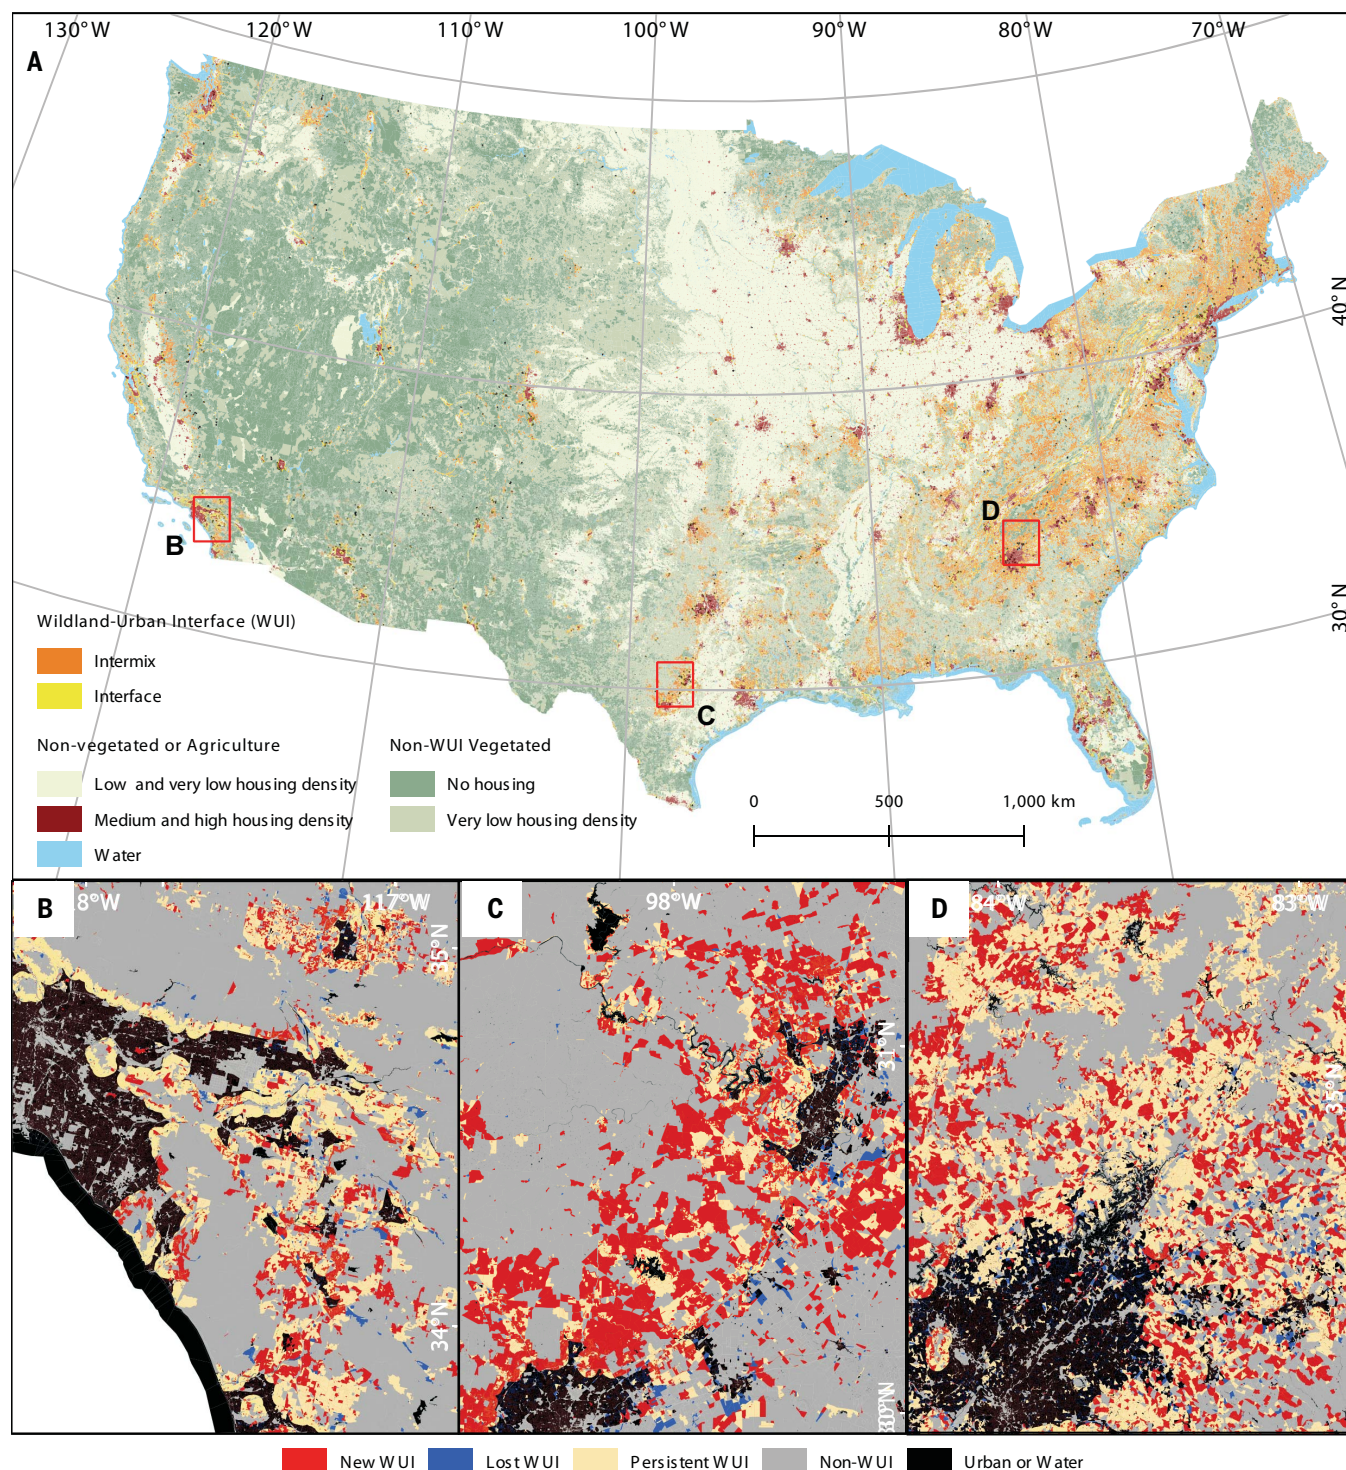 130°W 120°W 110°W 100°W 90°W 80°W 70°W
A
40°N
30°N
B
C
D
Wildland-Urban Interface (WUI)
Intermix
Interface
Non-vegetated or Agriculture
Low and very low housing density
Medium and high housing density
Water
Non-WUI Vegetated
No housing
Very low housing density
0 500 1,000 km
B
8°W 117°W
35°N
34°N
C
98°W
31°N
D
84°W 83°W
35°N
New WUI Lost WUI Persistent WUI Non-WUI Urban or Water